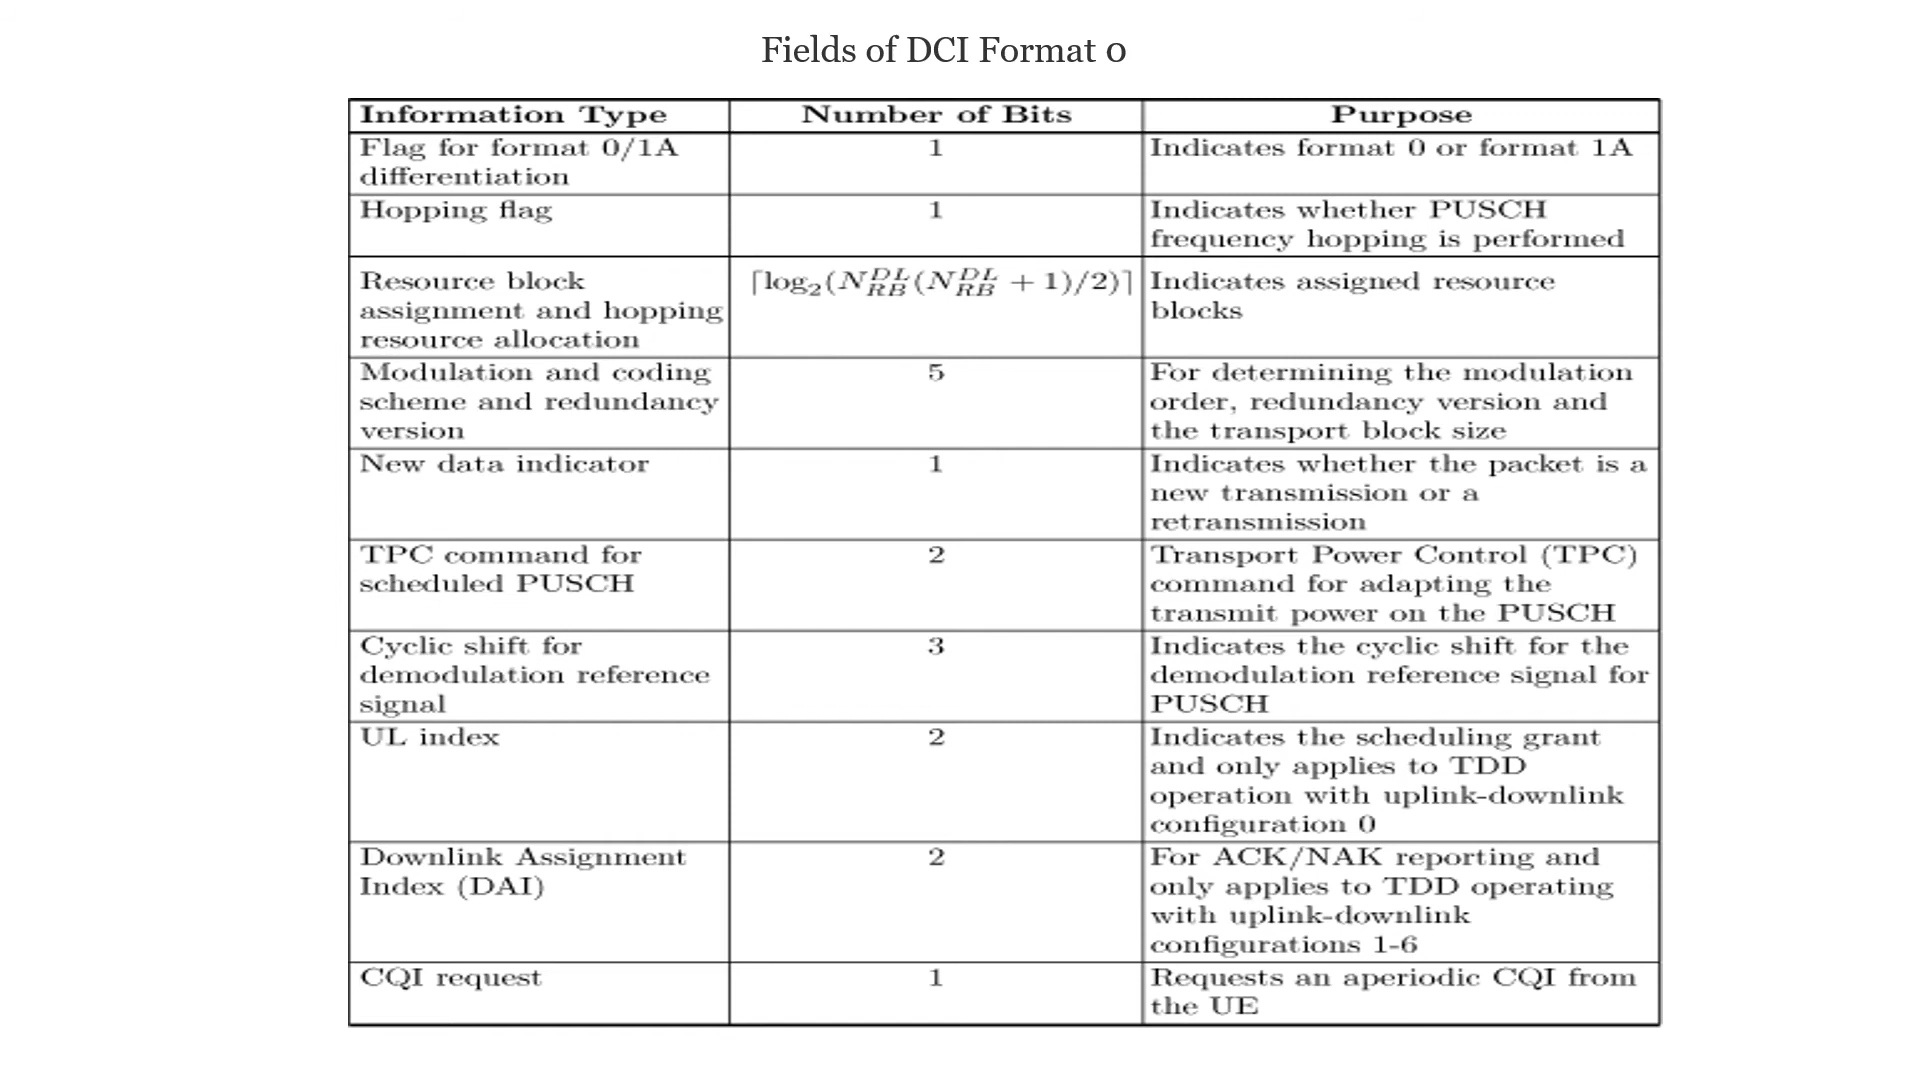 Fields of DCI Format 0
Information Type Number of Bits Purpose
Flag for format 0/1A 1 Indicates format 0 or format 1A
differentiation
Hopping flag 1 Indicates whether PUSCH
frequency hopping is performed
Resource block ⌈log₂(N_{RB}^{DL}(N_{RB}^{DL} + 1)/2)⌉ Indicates assigned resource
assignment and hopping blocks
resource allocation
Modulation and coding 5 For determining the modulation
scheme and redundancy order, redundancy version and
version the transport block size
New data indicator 1 Indicates whether the packet is a
new transmission or a
retransmission
TPC command for 2 Transport Power Control (TPC)
scheduled PUSCH command for adapting the
transmit power on the PUSCH
Cyclic shift for 3 Indicates the cyclic shift for the
demodulation reference demodulation reference signal for
signal PUSCH
UL index 2 Indicates the scheduling grant
and only applies to TDD
operation with uplink-downlink
configuration 0
Downlink Assignment 2 For ACK/NAK reporting and
Index (DAI) only applies to TDD operating
with uplink-downlink
configurations 1-6
CQI request 1 Requests an aperiodic CQI from
the UE